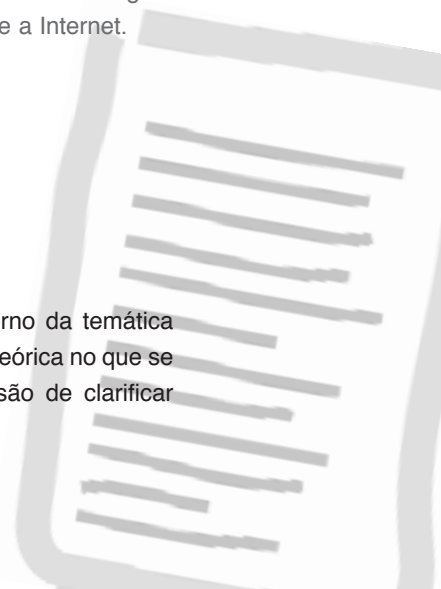 e a Internet.
rno da temática
eórica no que se
são de clarificar